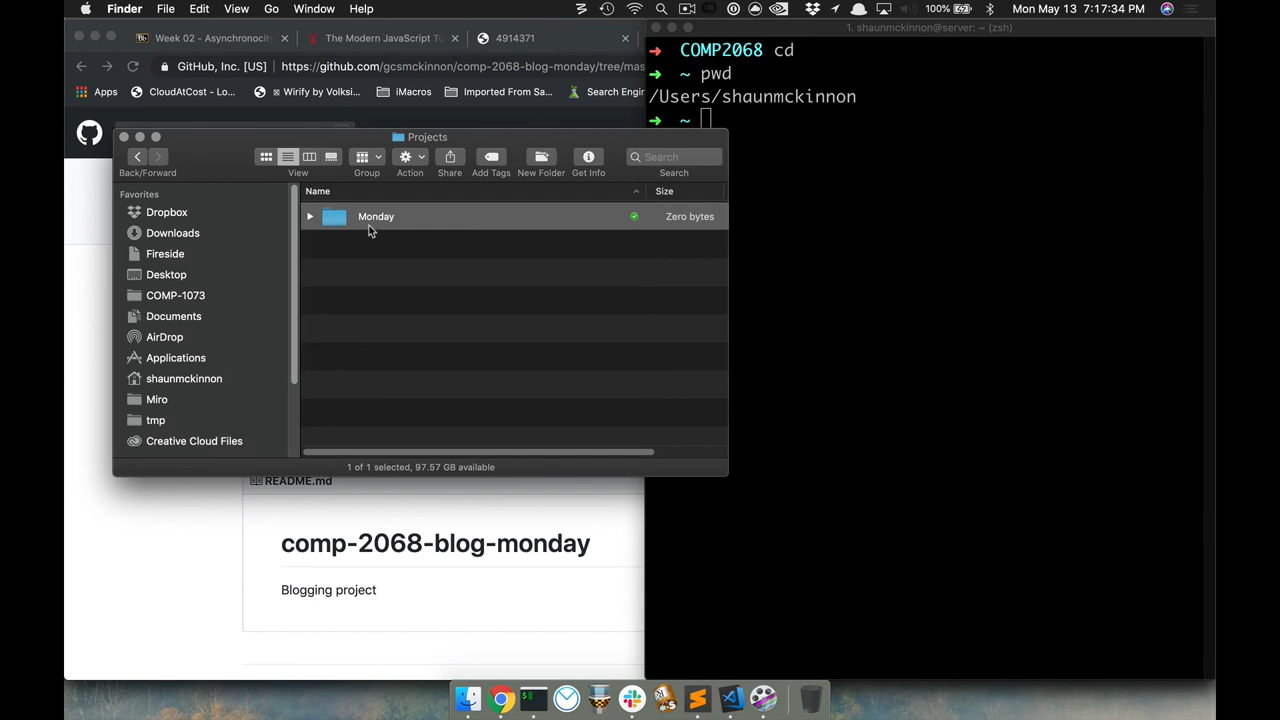 Finder File Edit View Go Window Help
100% Mon May 13 7:17:34 PM
Week 02 - Asynchronocit
The Modern JavaScript Tu
4914371
1. shaunmckinnon@server: ~ (zsh)
GitHub, Inc. [US] https://github.com/gcsmckinnon/comp-2068-blog-monday/tree/mas
Apps CloudAtCost - Lo... Wirify by Volksi... iMacros Imported From Sa... Search Engir
➜ COMP2068 cd
➜ ~ pwd
/Users/shaunmckinnon
➜ ~
Projects
Search
Back/Forward View Group Action Share Add Tags New Folder Get Info Search
Favorites
Dropbox
Downloads
Fireside
Desktop
COMP-1073
Documents
AirDrop
Applications
shaunmckinnon
Miro
tmp
Creative Cloud Files
Name Size
Monday Zero bytes
1 of 1 selected, 97.57 GB available
README.md
comp-2068-blog-monday
Blogging project